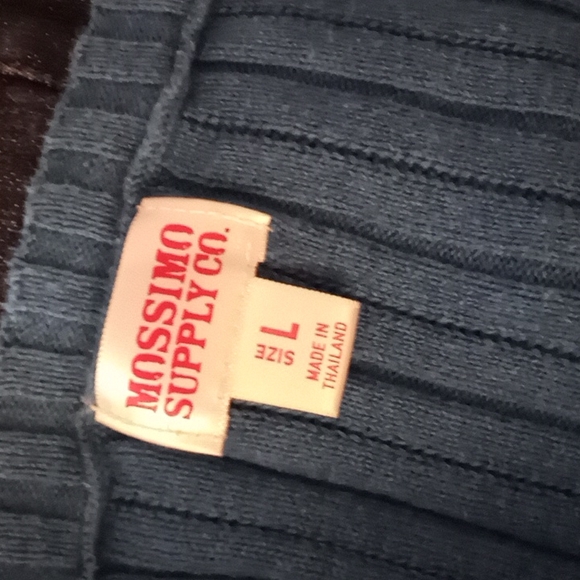 MOSSIMO
SUPPLY CO.
SIZE
L
MADE IN
THAILAND